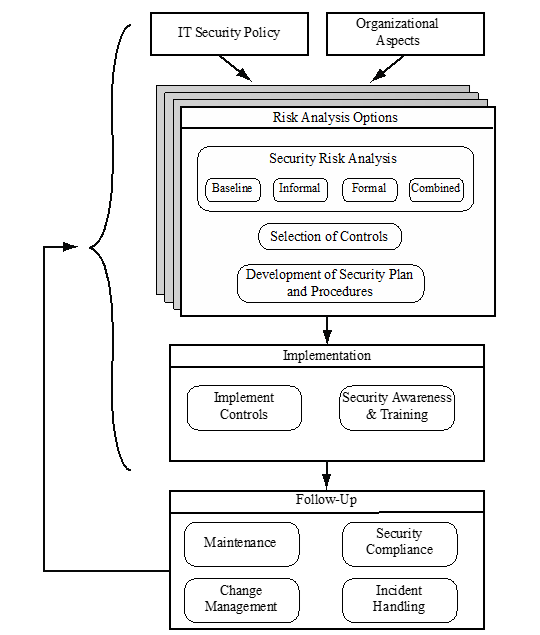 IT Security Policy
Organizational
Aspects
Risk Analysis Options
Security Risk Analysis
Baseline
Informal
Formal
Combined
Selection of Controls
Development of Security Plan
and Procedures
Implementation
Implement
Controls
Security Awareness
& Training
Follow-Up
Maintenance
Security
Compliance
Change
Management
Incident
Handling